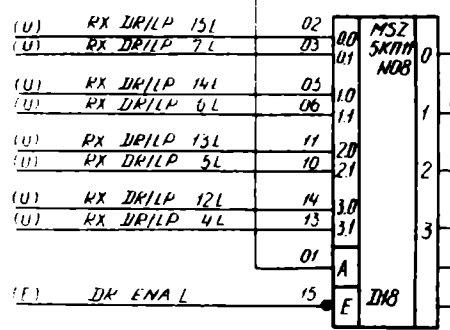 (U) RX DR/LP 15L 02 0.0 MSZ
(U) RX DR/LP 7L 03 0.1 5КП11 0
N08
(U) RX DR/LP 14L 05 1.0
(U) RX DR/LP 6L 06 1.1 1
(U) RX DR/LP 13L 11 2.0
(U) RX DR/LP 5L 10 2.1 2
(U) RX DR/LP 12L 14 3.0
(U) RX DR/LP 4L 13 3.1 3
01 A
(E) DR ENA L 15 E D18